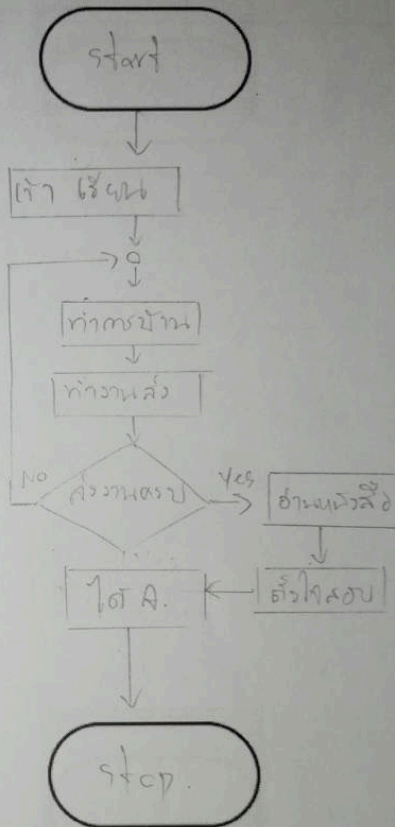 start
เข้า เรียน
ทำการบ้าน
ทำงานส่ง
NO
ส่งงานครบ
Yes
อ่านหนังสือ
ตั้งใจสอบ
ได้ A.
stop.